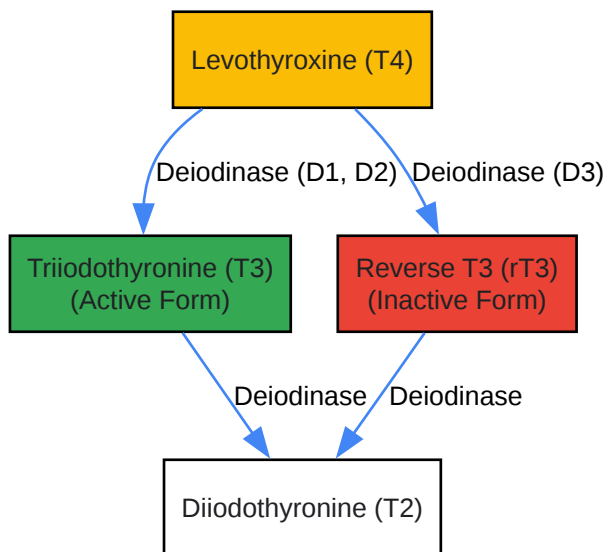 Levothyroxine (T4)
Deiodinase (D1, D2)
Deiodinase (D3)
Triiodothyronine (T3)
(Active Form)
Reverse T3 (rT3)
(Inactive Form)
Deiodinase
Deiodinase
Diiodothyronine (T2)